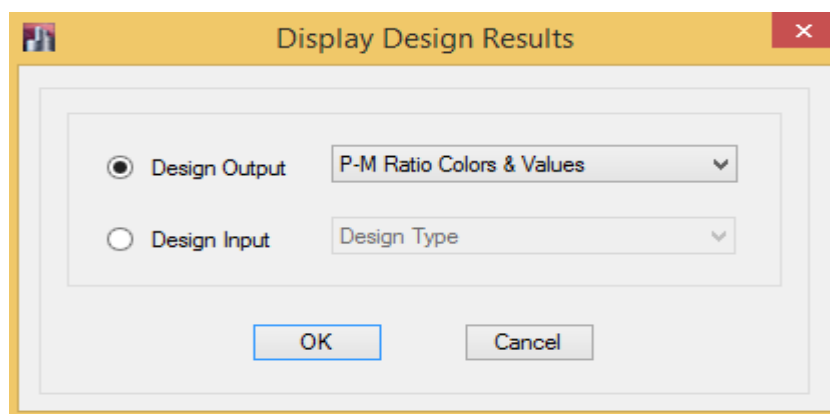 Display Design Results
Design Output P-M Ratio Colors & Values
Design Input Design Type
OK Cancel